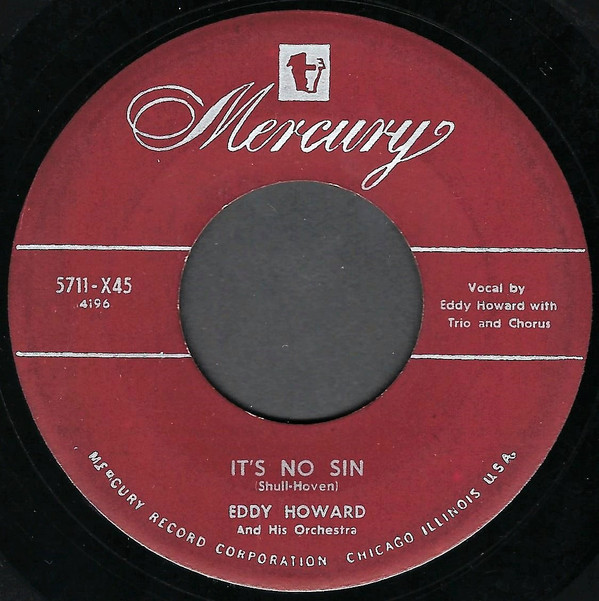 Mercury
5711-X45
4196
Vocal by
Eddy Howard with
Trio and Chorus
IT'S NO SIN
(Shull-Hoven)
EDDY HOWARD
And His Orchestra
MERCURY RECORD CORPORATION CHICAGO ILLINOIS U.S.A.